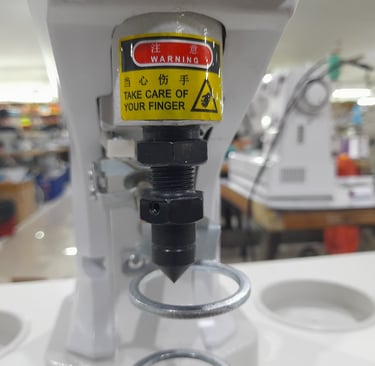 注 意
WARNING
当心伤手
TAKE CARE OF
YOUR FINGER